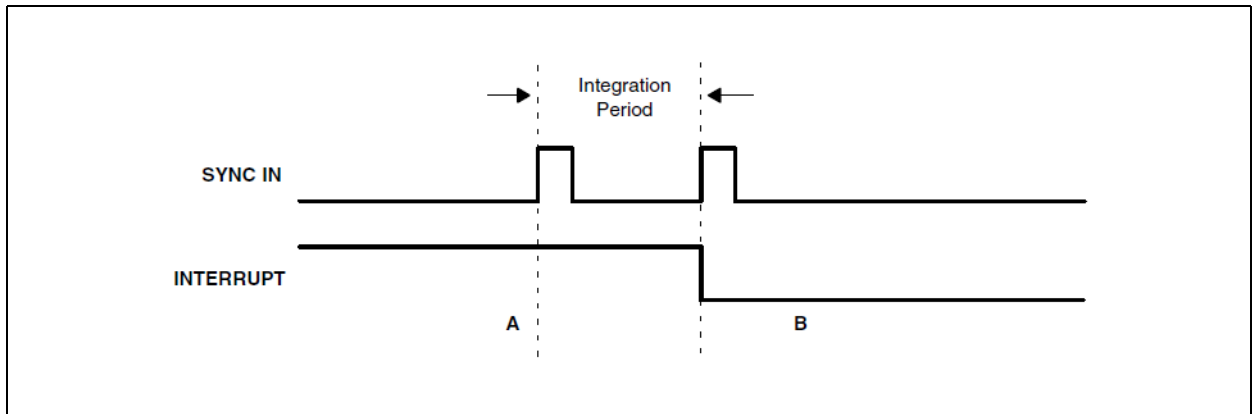 Integration
Period
SYNC IN
INTERRUPT
A
B